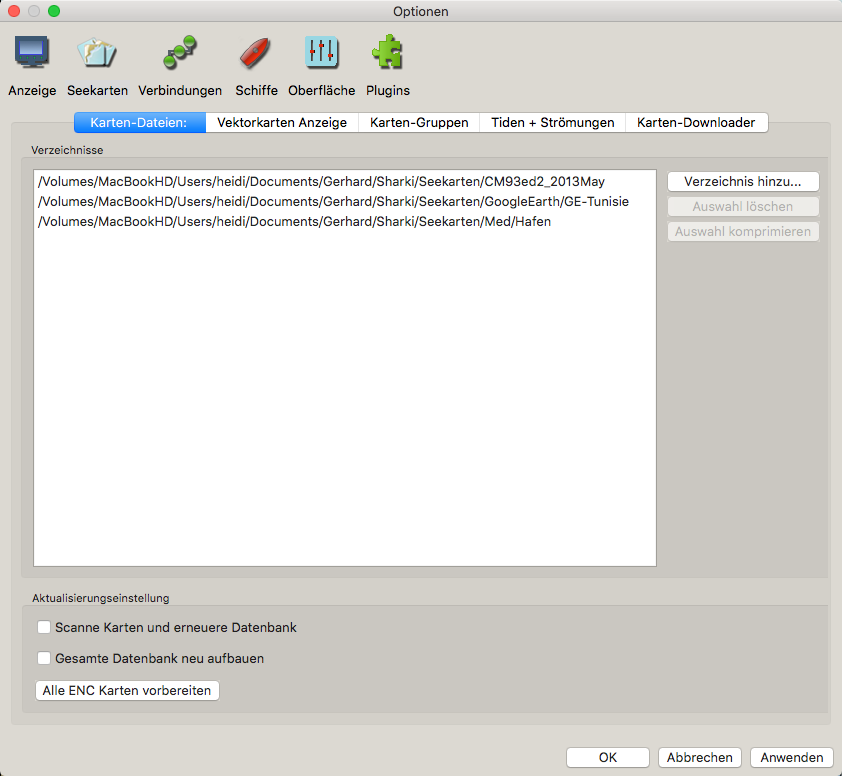 Optionen
Anzeige Seekarten Verbindungen Schiffe Oberfläche Plugins
Karten-Dateien: Vektorkarten Anzeige Karten-Gruppen Tiden + Strömungen Karten-Downloader
Verzeichnisse
/Volumes/MacBookHD/Users/heidi/Documents/Gerhard/Sharki/Seekarten/CM93ed2_2013May
/Volumes/MacBookHD/Users/heidi/Documents/Gerhard/Sharki/Seekarten/GoogleEarth/GE-Tunisie
/Volumes/MacBookHD/Users/heidi/Documents/Gerhard/Sharki/Seekarten/Med/Hafen
Verzeichnis hinzu...
Auswahl löschen
Auswahl komprimieren
Aktualisierungseinstellung
Scanne Karten und erneuere Datenbank
Gesamte Datenbank neu aufbauen
Alle ENC Karten vorbereiten
OK Abbrechen Anwenden